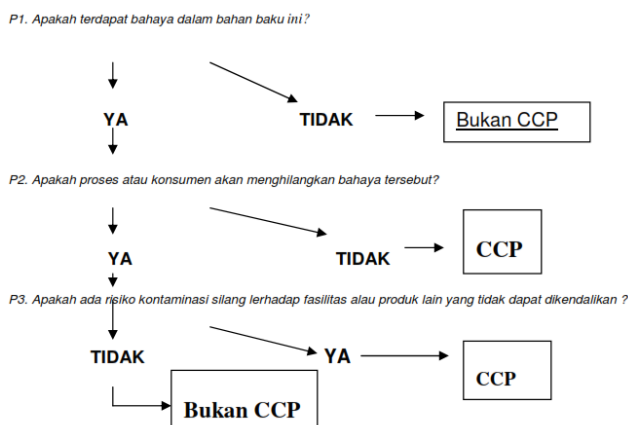 P1. Apakah terdapat bahaya dalam bahan baku ini?
YA
TIDAK
Bukan CCP
P2. Apakah proses atau konsumen akan menghilangkan bahaya tersebut?
YA
TIDAK
CCP
P3. Apakah ada risiko kontaminasi silang lerhadap fasilitas alau produk lain yang tidak dapat dikendalikan ?
TIDAK
YA
CCP
Bukan CCP